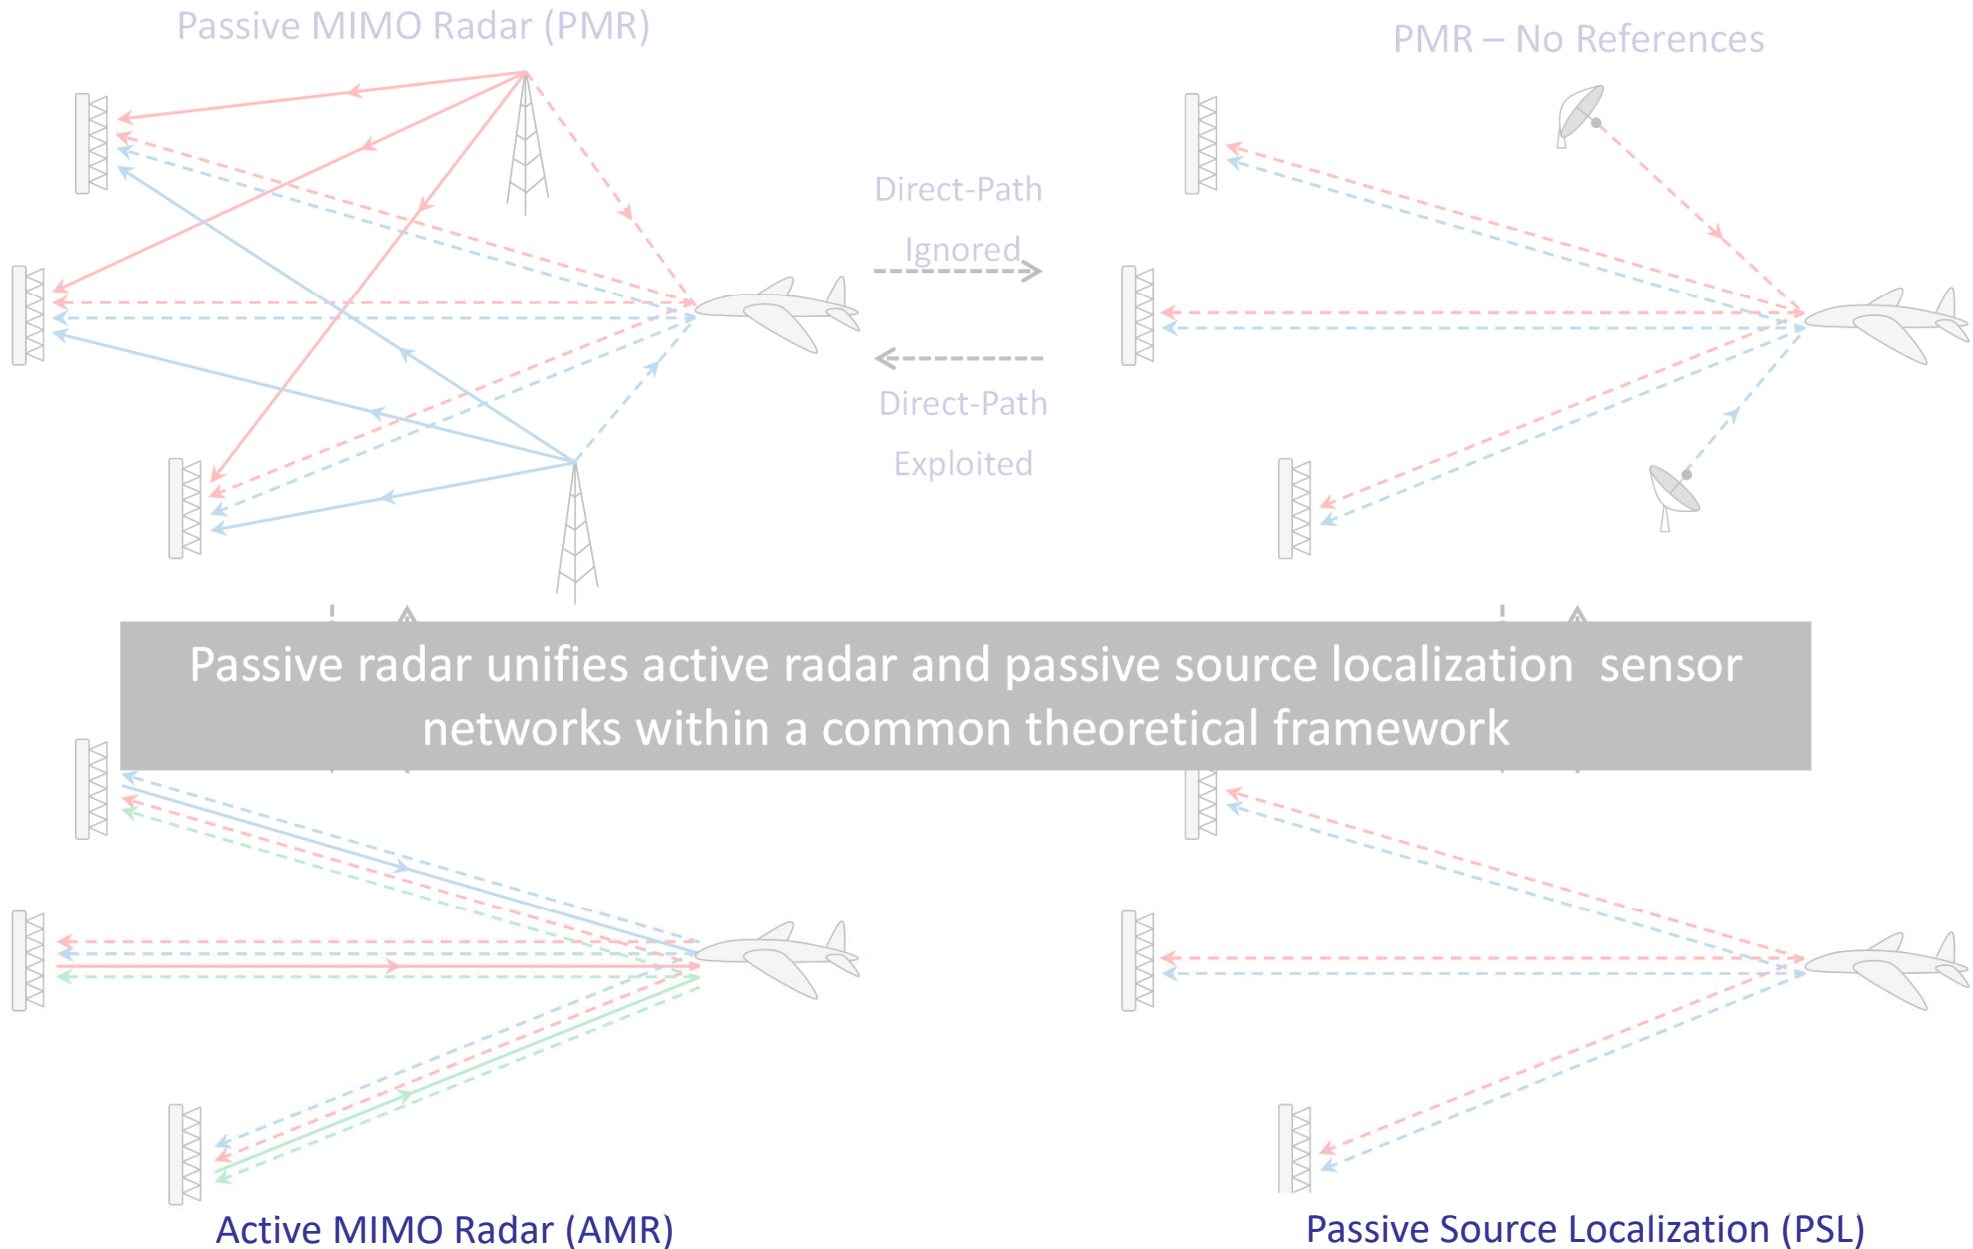 Passive MIMO Radar (PMR)
PMR – No References
Direct-Path
Ignored
Direct-Path
Exploited
Passive radar unifies active radar and passive source localization sensor
networks within a common theoretical framework
Active MIMO Radar (AMR)
Passive Source Localization (PSL)